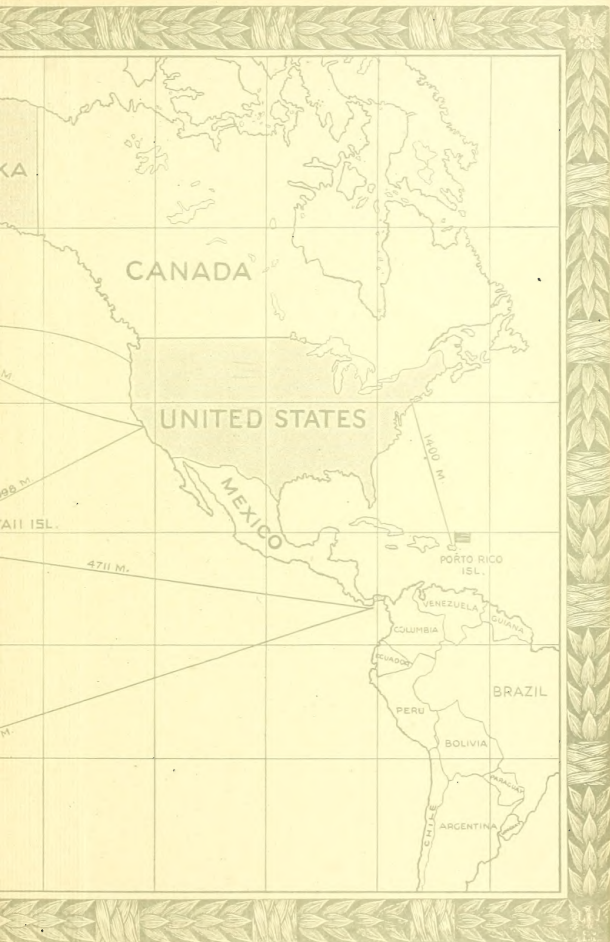 KA
CANADA
M.
UNITED STATES
1400 M.
98 M.
MEXICO
AII ISL.
PORTO RICO
ISL.
4711 M.
VENEZUELA
GUIANA
COLUMBIA
ECUADOR
BRAZIL
PERU
M.
BOLIVIA
PARAGUAY
CHILE
ARGENTINA